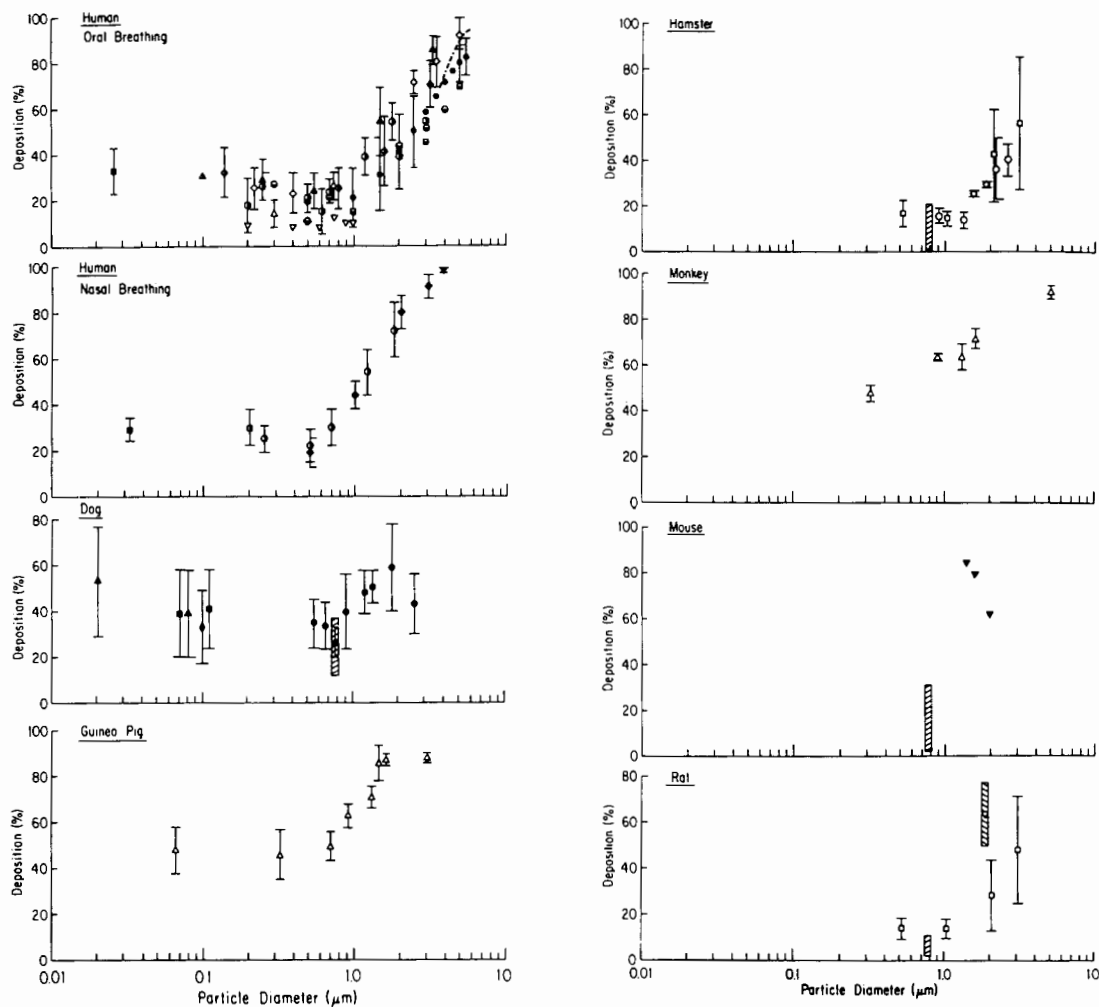 Human
Oral Breathing
Deposition (%)
100
80
60
40
20
0
Human
Nasal Breathing
Deposition (%)
100
80
60
40
20
0
Dog
Deposition (%)
80
60
40
20
0
Guinea Pig
Deposition (%)
100
80
60
40
20
0
0.01 0.1 1.0 10
Particle Diameter (μm)
Hamster
Deposition (%)
100
80
60
40
20
0
Monkey
Deposition (%)
100
80
60
40
20
0
Mouse
Deposition (%)
100
80
60
40
20
0
Rat
Deposition (%)
80
60
40
20
0
0.01 0.1 1.0 10
Particle Diameter (μm)